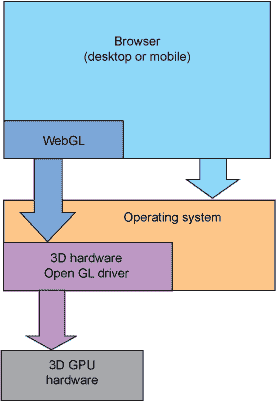 Browser
(desktop or mobile)
WebGL
Operating system
3D hardware
Open GL driver
3D GPU
hardware